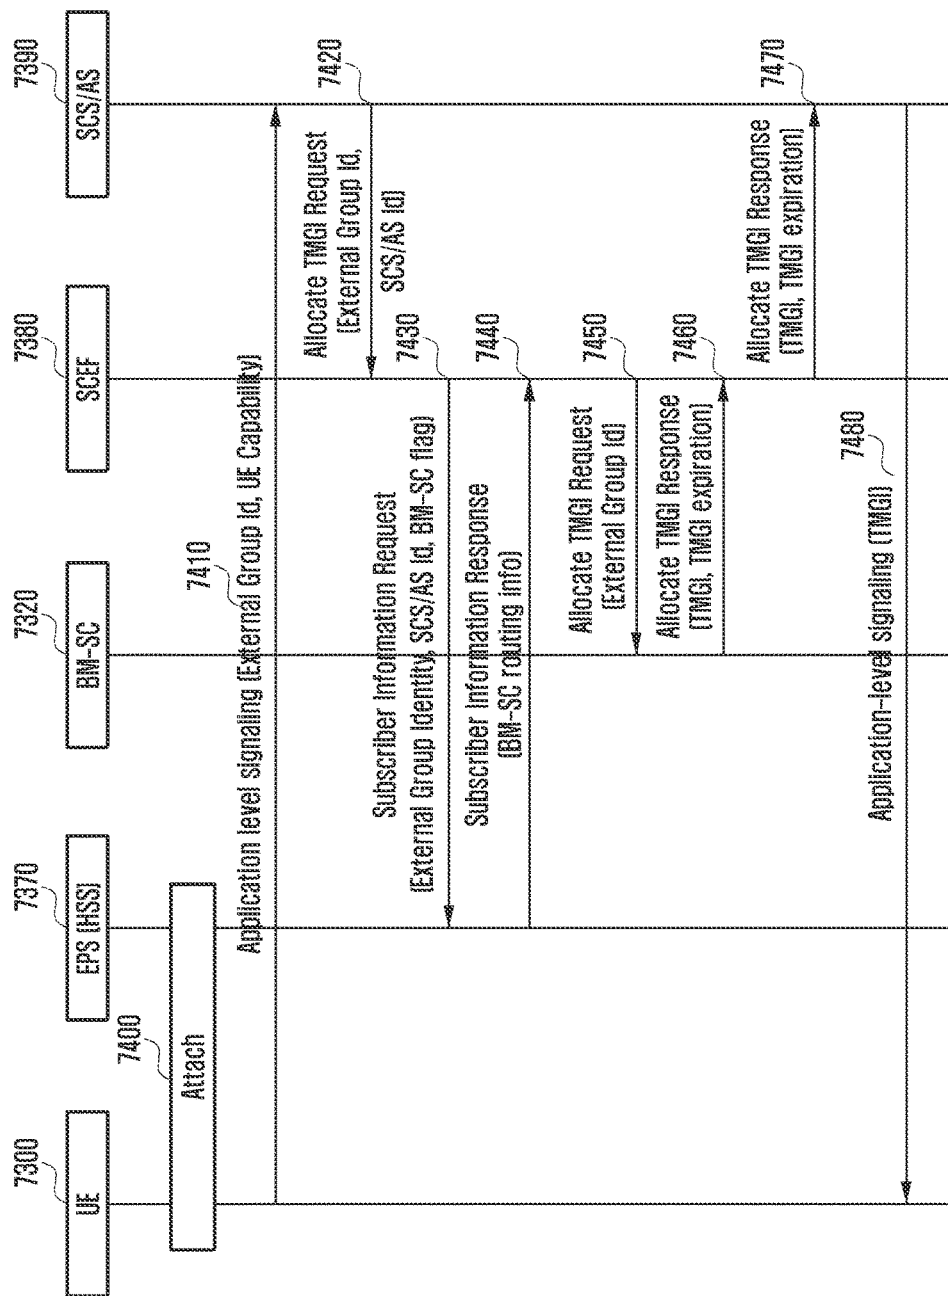 7300
UE
7370
EPS (HSS)
7320
BM-SC
7380
SCEF
7390
SCS/AS
7400
Attach
7410
Application level signaling (External Group Id, UE Capability)
7420
Allocate TMGI Request
(External Group Id,
SCS/AS Id)
7430
Subscriber Information Request
(External Group Identity, SCS/AS Id, BM-SC flag)
7440
Subscriber Information Response
(BM-SC routing info)
7450
Allocate TMGI Request
(External Group Id)
7460
Allocate TMGI Response
(TMGI, TMGI expiration)
7470
Allocate TMGI Response
(TMGI, TMGI expiration)
7480
Application-level signaling (TMGI)